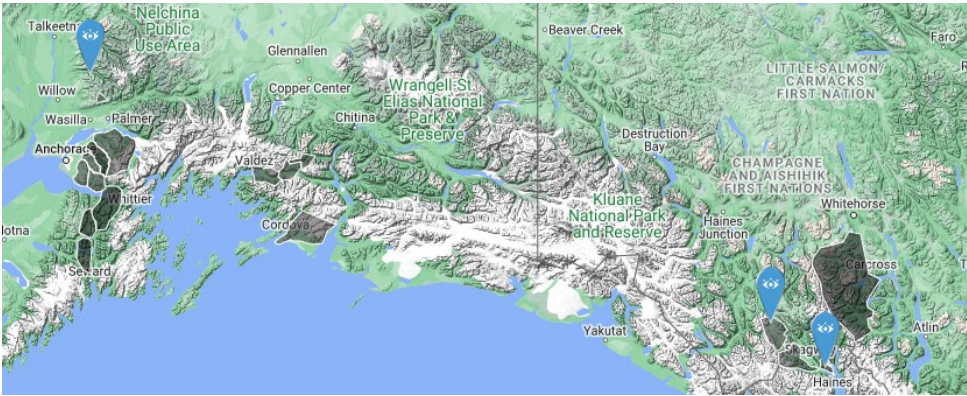 Nelchina
Public
Use Area
Talkeetna
Beaver Creek
Faro
Glennallen
LITTLE SALMON/
CARMACKS
FIRST NATION
Willow
Copper Center
Wrangell-St.
Elias National
Park &
Preserve
Wasilla
Palmer
Chitina
Destruction
Bay
Anchorage
Valdez
CHAMPAGNE
AND AISHIHIK
FIRST NATIONS
Whittier
Kluane
National Park
and Reserve
Whitehorse
Cordova
Haines
Junction
lotna
Seward
Carcross
Yakutat
Atlin
Skagway
Haines